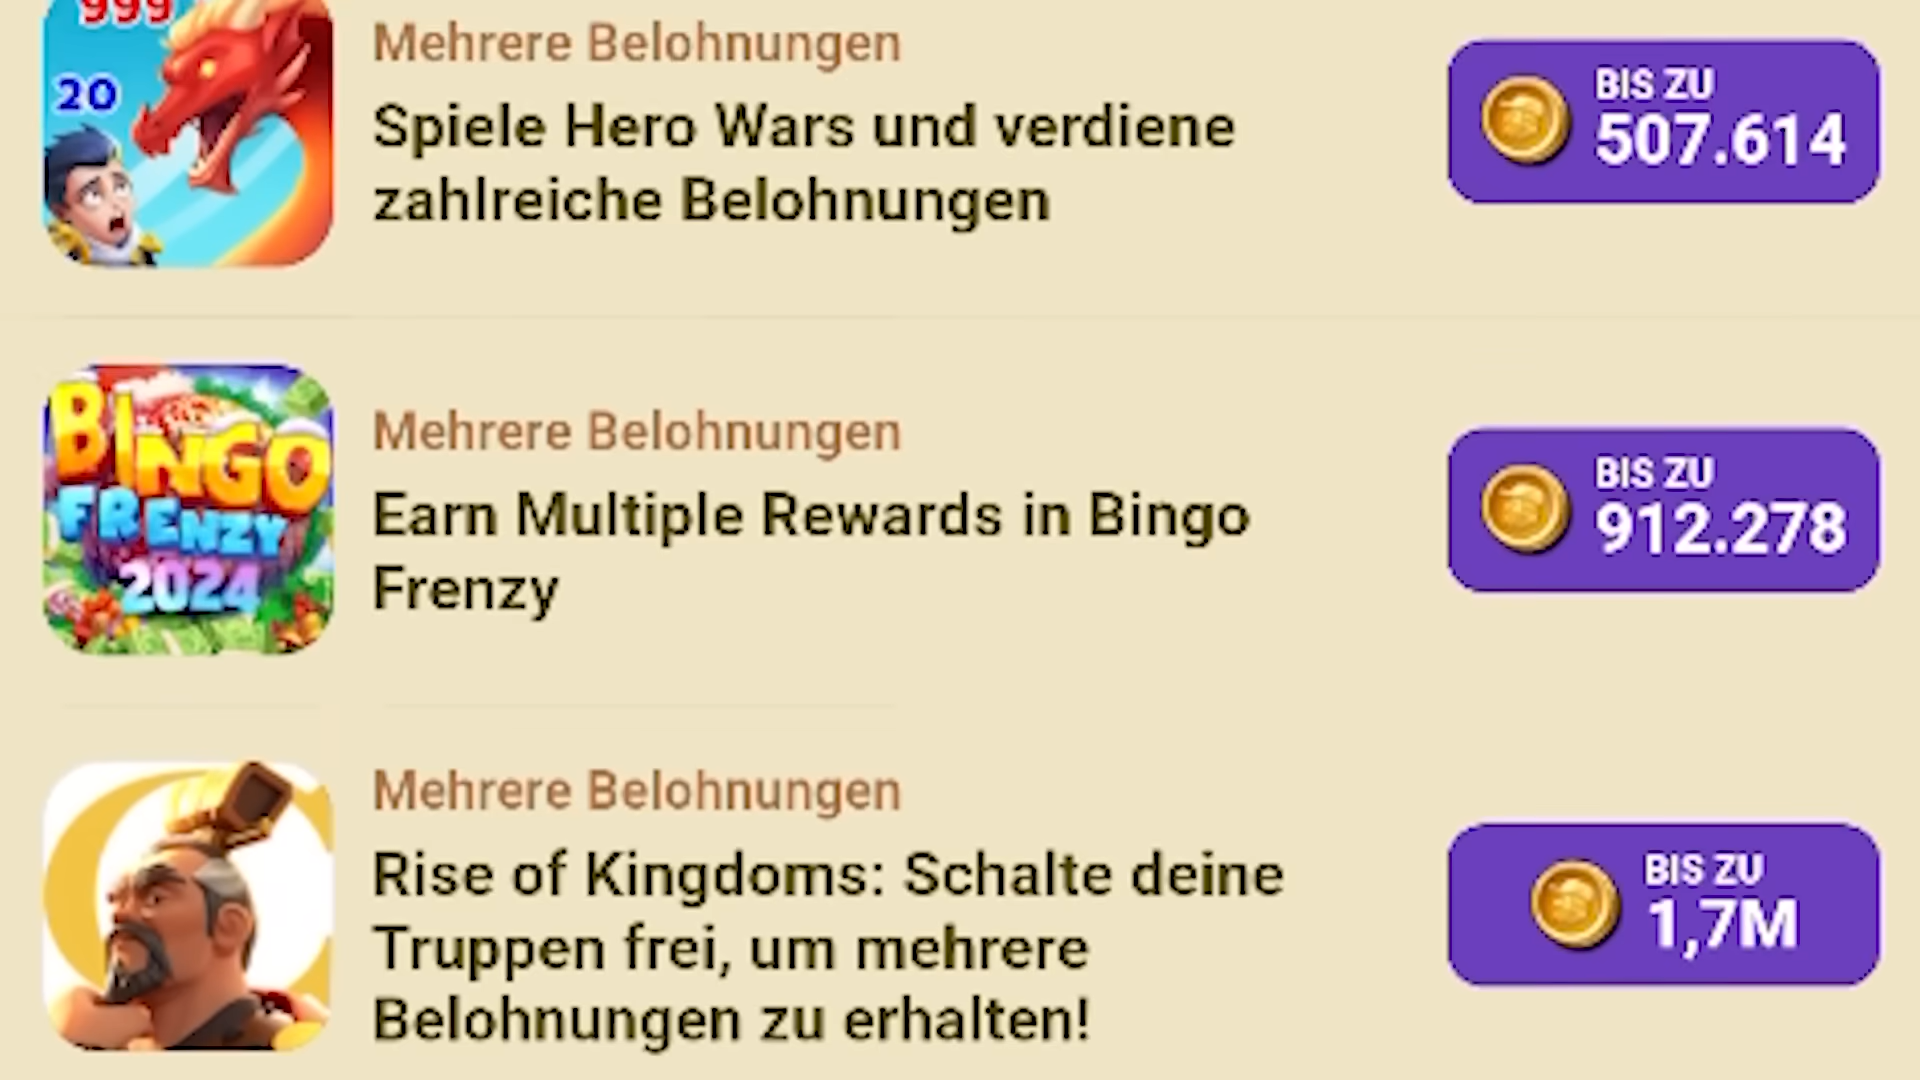 999
20
Mehrere Belohnungen
Spiele Hero Wars und verdiene
zahlreiche Belohnungen
BIS ZU
507.614
BINGO
FRENZY
2024
Mehrere Belohnungen
Earn Multiple Rewards in Bingo
Frenzy
BIS ZU
912.278
Mehrere Belohnungen
Rise of Kingdoms: Schalte deine
Truppen frei, um mehrere
Belohnungen zu erhalten!
BIS ZU
1,7M